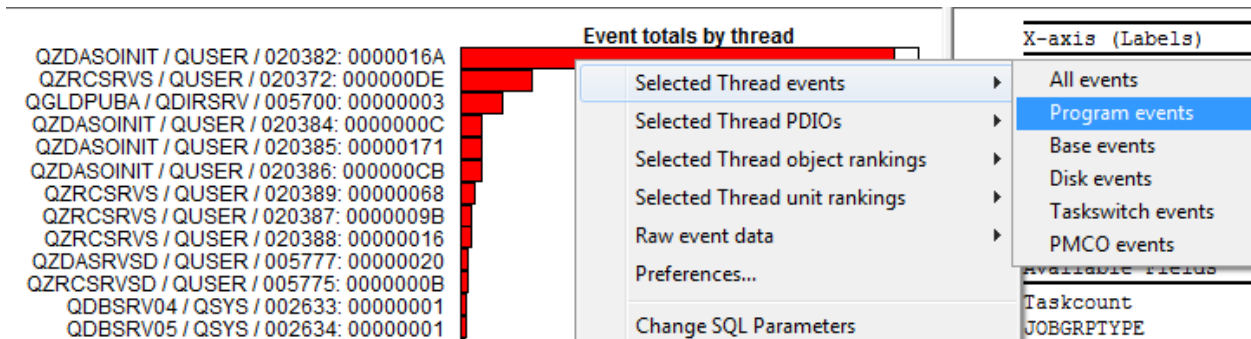 Event totals by thread
QZDASOINIT / QUSER / 020382: 0000016A
QZRCSRVS / QUSER / 020372: 000000DE
QGLDPUBA / QDIRSRV / 005700: 00000003
QZDASOINIT / QUSER / 020384: 0000000C
QZDASOINIT / QUSER / 020385: 00000171
QZDASOINIT / QUSER / 020386: 000000CB
QZRCSRVS / QUSER / 020389: 00000068
QZRCSRVS / QUSER / 020387: 0000009B
QZRCSRVS / QUSER / 020388: 00000016
QZDASRVSD / QUSER / 005777: 00000020
QZRCSRVSD / QUSER / 005775: 0000000B
QDBSRV04 / QSYS / 002633: 00000001
QDBSRV05 / QSYS / 002634: 00000001
Selected Thread events
Selected Thread PDIOs
Selected Thread object rankings
Selected Thread unit rankings
Raw event data
Preferences...
Change SQL Parameters
X-axis (Labels)
All events
Program events
Base events
Disk events
Taskswitch events
PMCO events
Available Fields
Taskcount
JOBGRPTYPE